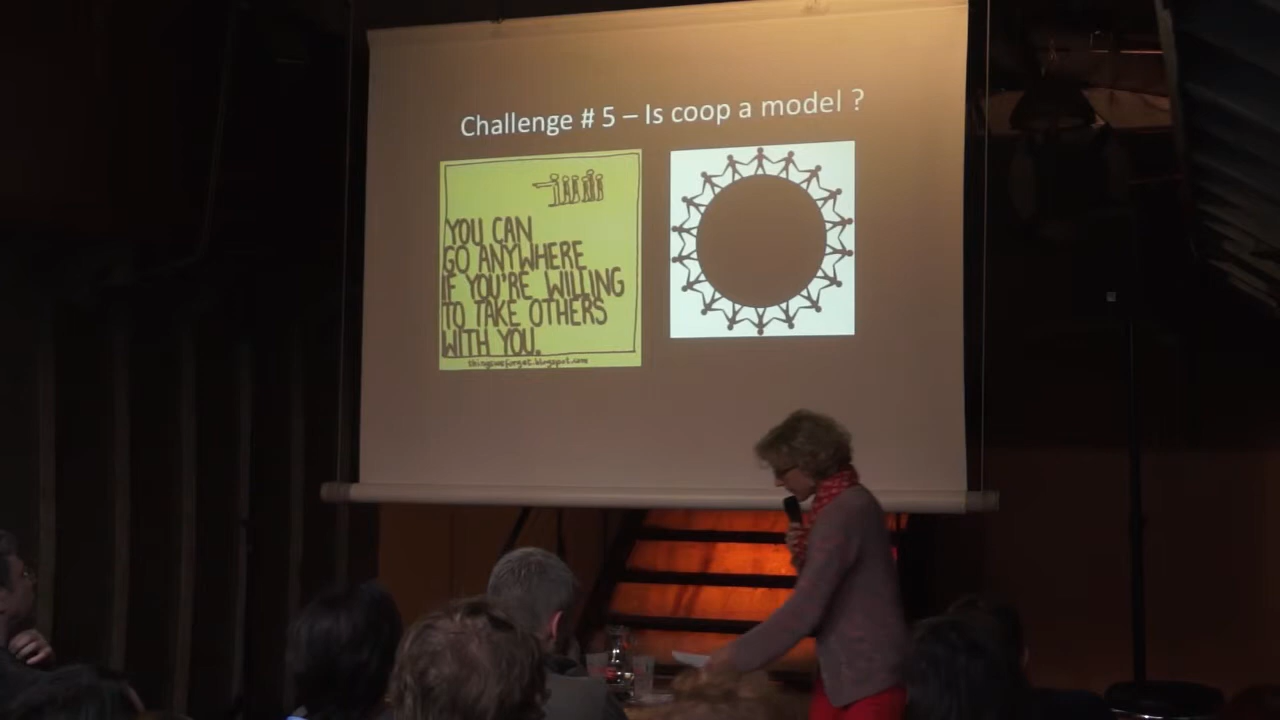 Challenge # 5 – Is coop a model ?
YOU CAN
GO ANYWHERE
IF YOU'RE WILLING
TO TAKE OTHERS
WITH YOU.
thingsweforget.blogspot.com